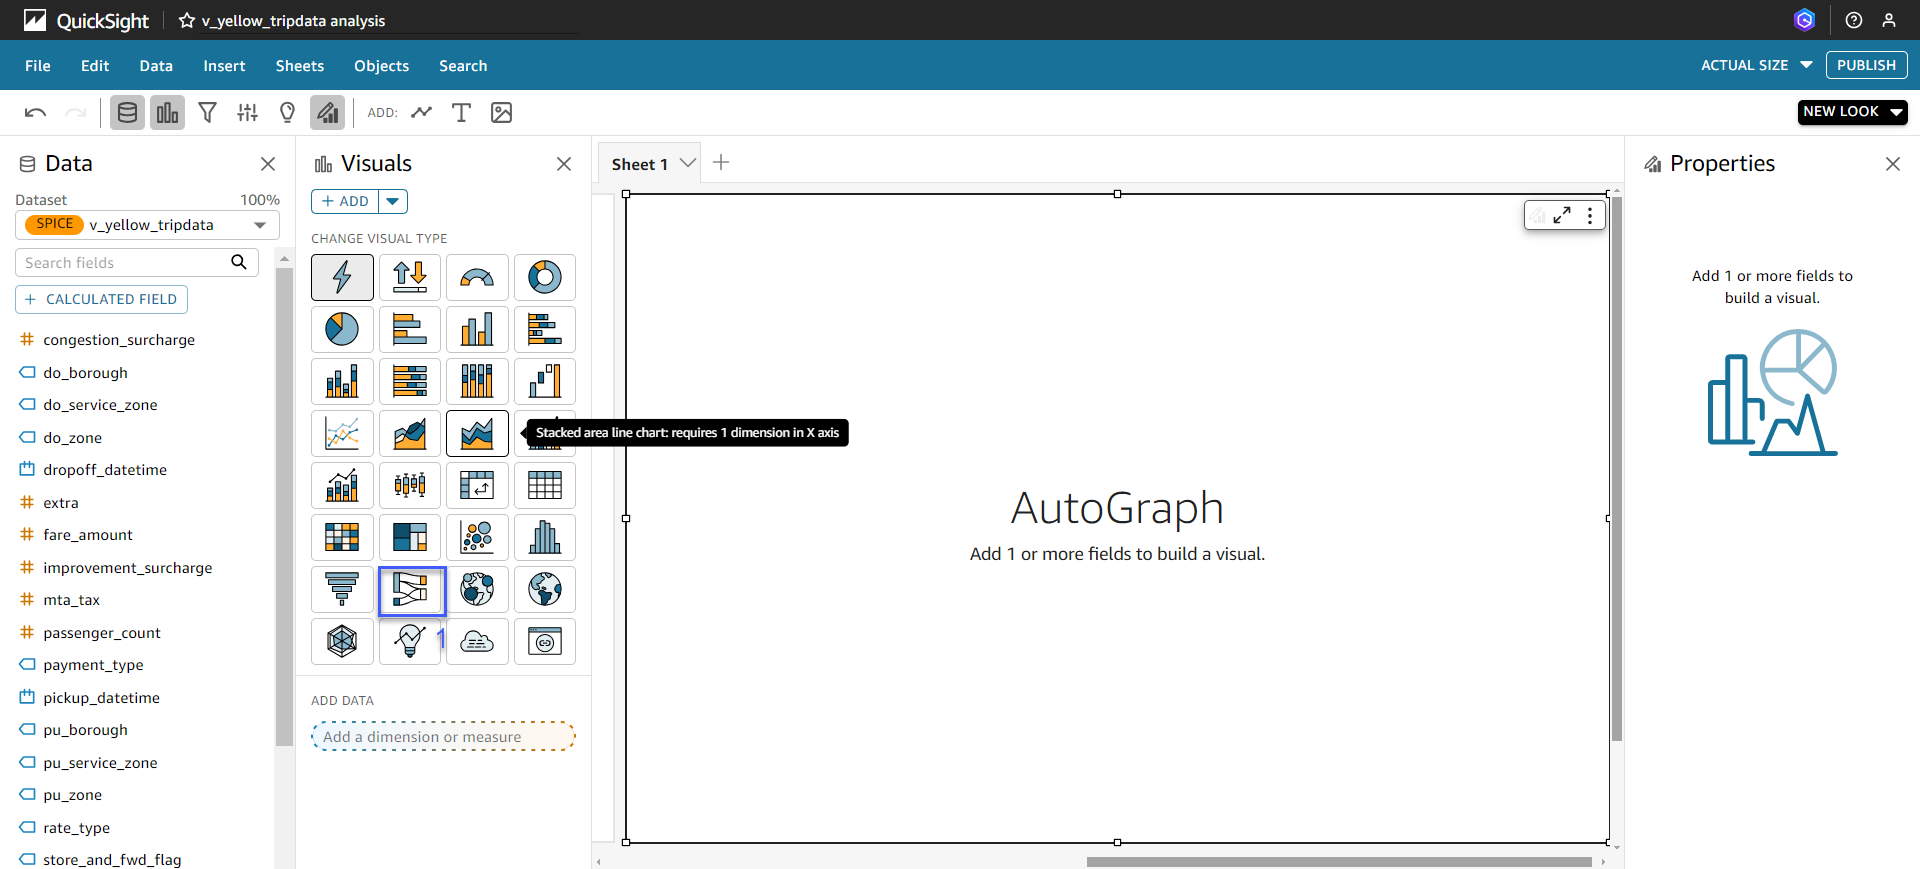 QuickSight
v_yellow_tripdata analysis
File Edit Data Insert Sheets Objects Search
ACTUAL SIZE
PUBLISH
ADD:
NEW LOOK
Data
Dataset 100%
SPICE v_yellow_tripdata
Search fields
+ CALCULATED FIELD
congestion_surcharge
do_borough
do_service_zone
do_zone
dropoff_datetime
extra
fare_amount
improvement_surcharge
mta_tax
passenger_count
payment_type
pickup_datetime
pu_borough
pu_service_zone
pu_zone
rate_type
store_and_fwd_flag
Visuals
+ ADD
CHANGE VISUAL TYPE
Stacked area line chart: requires 1 dimension in X axis
1
ADD DATA
Add a dimension or measure
Sheet 1
AutoGraph
Add 1 or more fields to build a visual.
Properties
Add 1 or more fields to
build a visual.